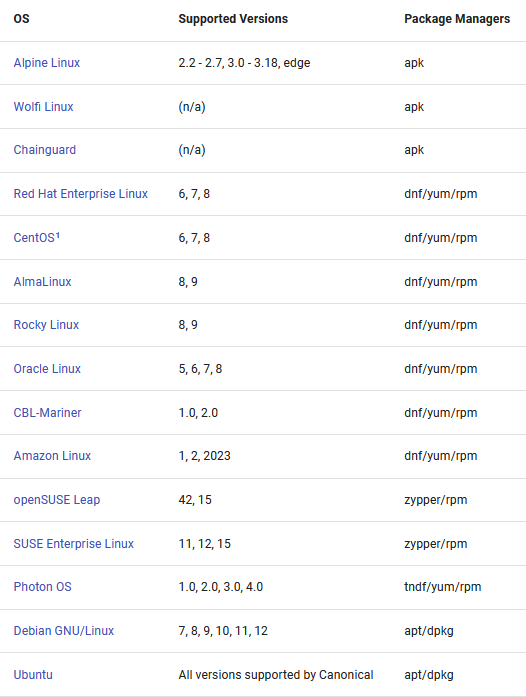 OS Supported Versions Package Managers
Alpine Linux 2.2 - 2.7, 3.0 - 3.18, edge apk
Wolfi Linux (n/a) apk
Chainguard (n/a) apk
Red Hat Enterprise Linux 6, 7, 8 dnf/yum/rpm
CentOS¹ 6, 7, 8 dnf/yum/rpm
AlmaLinux 8, 9 dnf/yum/rpm
Rocky Linux 8, 9 dnf/yum/rpm
Oracle Linux 5, 6, 7, 8 dnf/yum/rpm
CBL-Mariner 1.0, 2.0 dnf/yum/rpm
Amazon Linux 1, 2, 2023 dnf/yum/rpm
openSUSE Leap 42, 15 zypper/rpm
SUSE Enterprise Linux 11, 12, 15 zypper/rpm
Photon OS 1.0, 2.0, 3.0, 4.0 tndf/yum/rpm
Debian GNU/Linux 7, 8, 9, 10, 11, 12 apt/dpkg
Ubuntu All versions supported by Canonical apt/dpkg